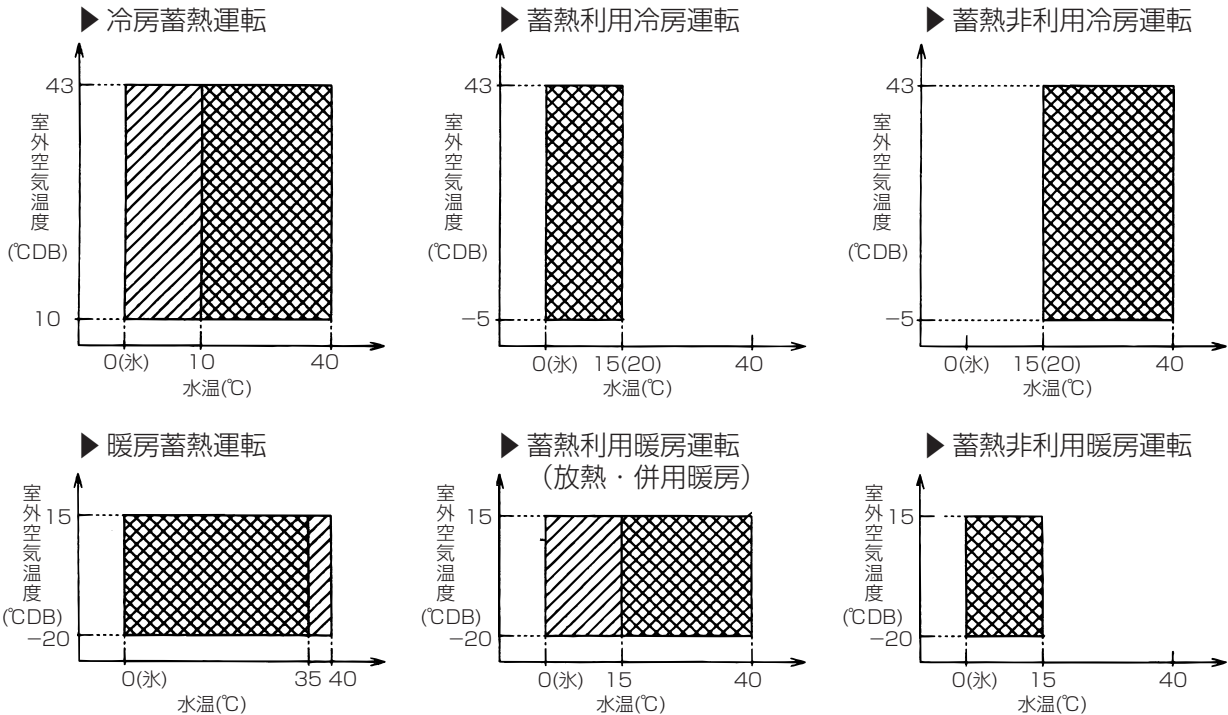 ▶ 冷房蓄熱運転
43
室外空気温度
(℃DB)
10
0(氷)
10
40
水温(℃)
▶ 蓄熱利用冷房運転
43
室外空気温度
(℃DB)
−5
0(氷)
15(20)
40
水温(℃)
▶ 蓄熱非利用冷房運転
43
室外空気温度
(℃DB)
−5
0(氷)
15(20)
40
水温(℃)
▶ 暖房蓄熱運転
15
室外空気温度
(℃DB)
−20
0(氷)
35
40
水温(℃)
▶ 蓄熱利用暖房運転
(放熱・併用暖房)
15
室外空気温度
(℃DB)
−20
0(氷)
15
40
水温(℃)
▶ 蓄熱非利用暖房運転
15
室外空気温度
(℃DB)
−20
0(氷)
15
40
水温(℃)